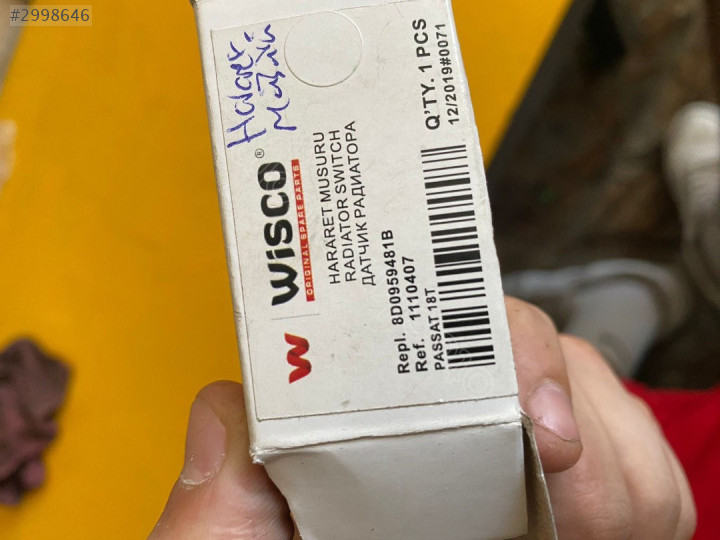 #2998646
Hararet
WISCO®
ORIGINAL SPARE PARTS
HARARET MUSURU
RADIATOR SWITCH
ДАТЧИК РАДИАТОРА
Repl. 8D0959481B
Ref. 1110407
PASSAT 18T
Q'TY. 1 PCS
12/2019#0071